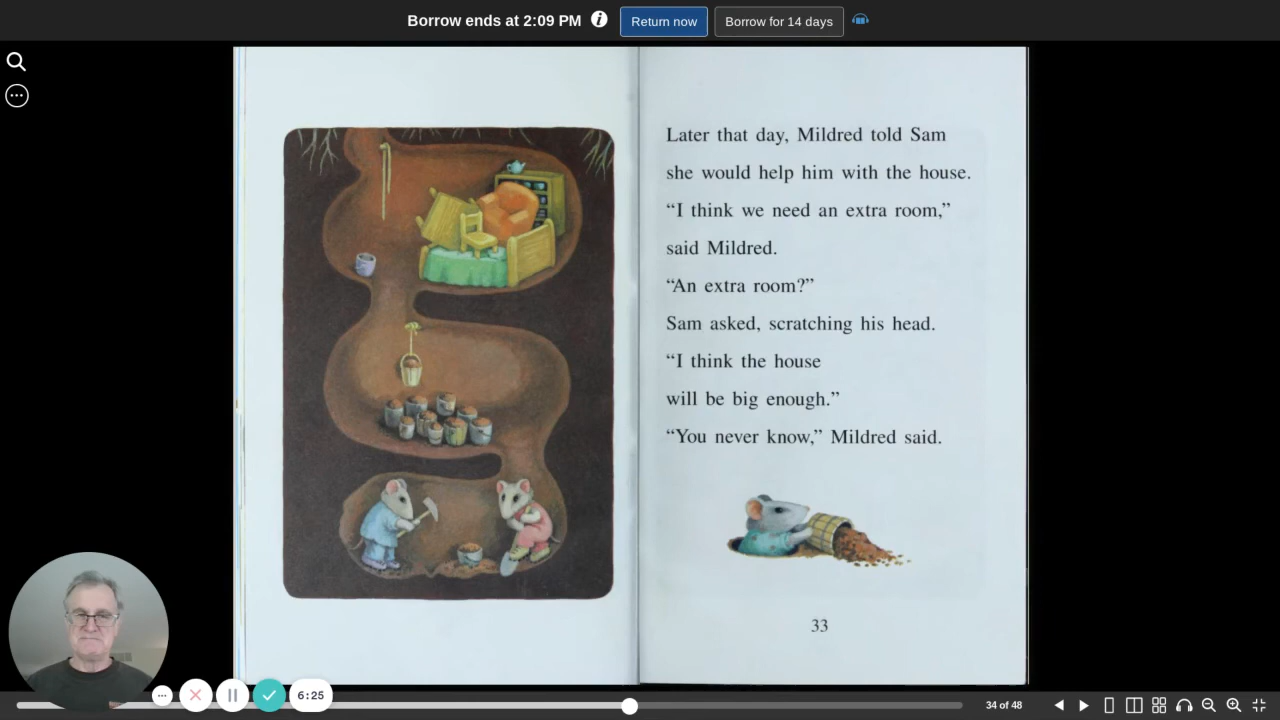 Borrow ends at 2:09 PM
Return now
Borrow for 14 days
Later that day, Mildred told Sam
she would help him with the house.
“I think we need an extra room,”
said Mildred.
“An extra room?”
Sam asked, scratching his head.
“I think the house
will be big enough.”
“You never know,” Mildred said.
33
6:25
34 of 48